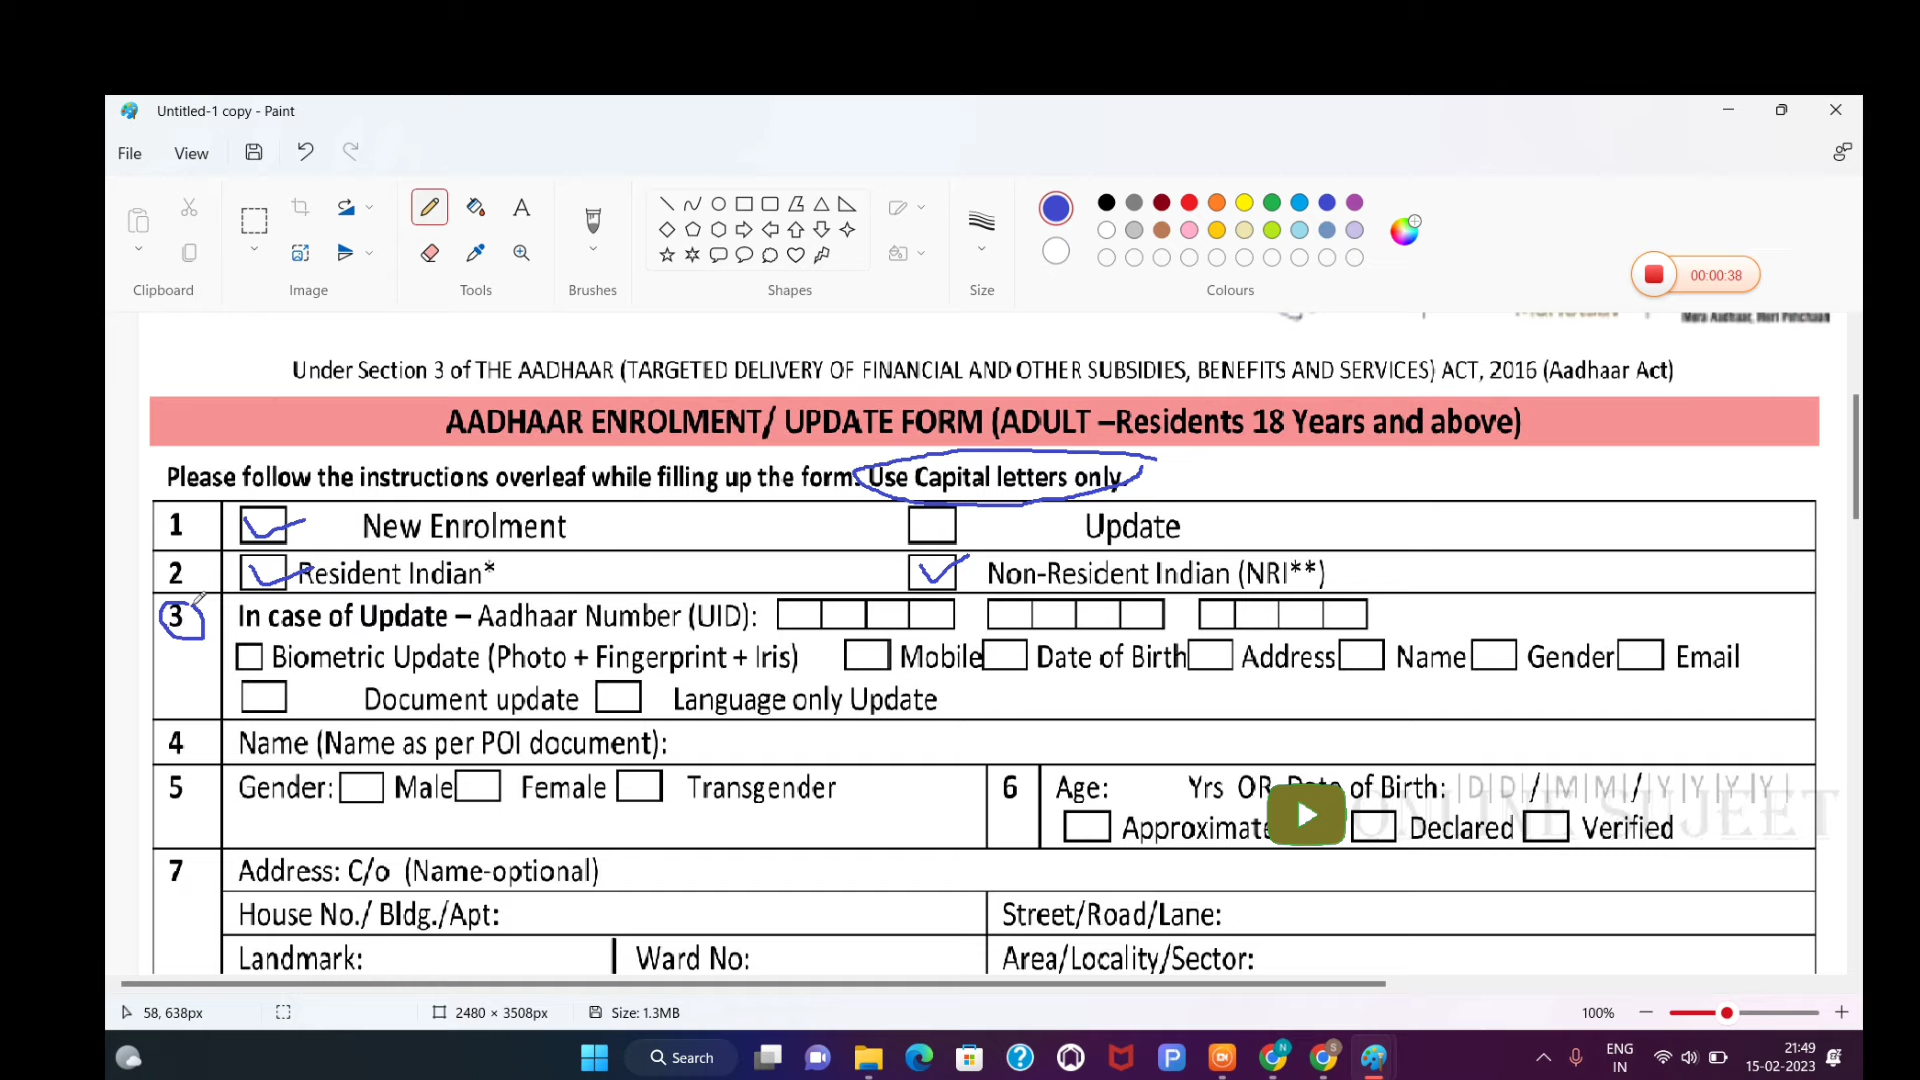 Untitled-1 copy - Paint
File View
Clipboard Image Tools Brushes Shapes Size Colours
00:00:38
Mera Aadhaar, Meri Pehchaan
Under Section 3 of THE AADHAAR (TARGETED DELIVERY OF FINANCIAL AND OTHER SUBSIDIES, BENEFITS AND SERVICES) ACT, 2016 (Aadhaar Act)
AADHAAR ENROLMENT/ UPDATE FORM (ADULT –Residents 18 Years and above)
Please follow the instructions overleaf while filling up the form. Use Capital letters only.
1 New Enrolment Update
2 Resident Indian* Non-Resident Indian (NRI**)
3 In case of Update – Aadhaar Number (UID):
Biometric Update (Photo + Fingerprint + Iris) Mobile Date of Birth Address Name Gender Email
Document update Language only Update
4 Name (Name as per POI document):
5 Gender: Male Female Transgender 6 Age: Yrs OR Date of Birth: |D|D/|M|M|/Y|Y|Y|Y|
ONLINE SUJEET
Approximate Declared Verified
7 Address: C/o (Name-optional)
House No./ Bldg./Apt: Street/Road/Lane:
Landmark: Ward No: Area/Locality/Sector:
58, 638px 2480 × 3508px Size: 1.3MB 100%
Search ENG IN 21:49 15-02-2023